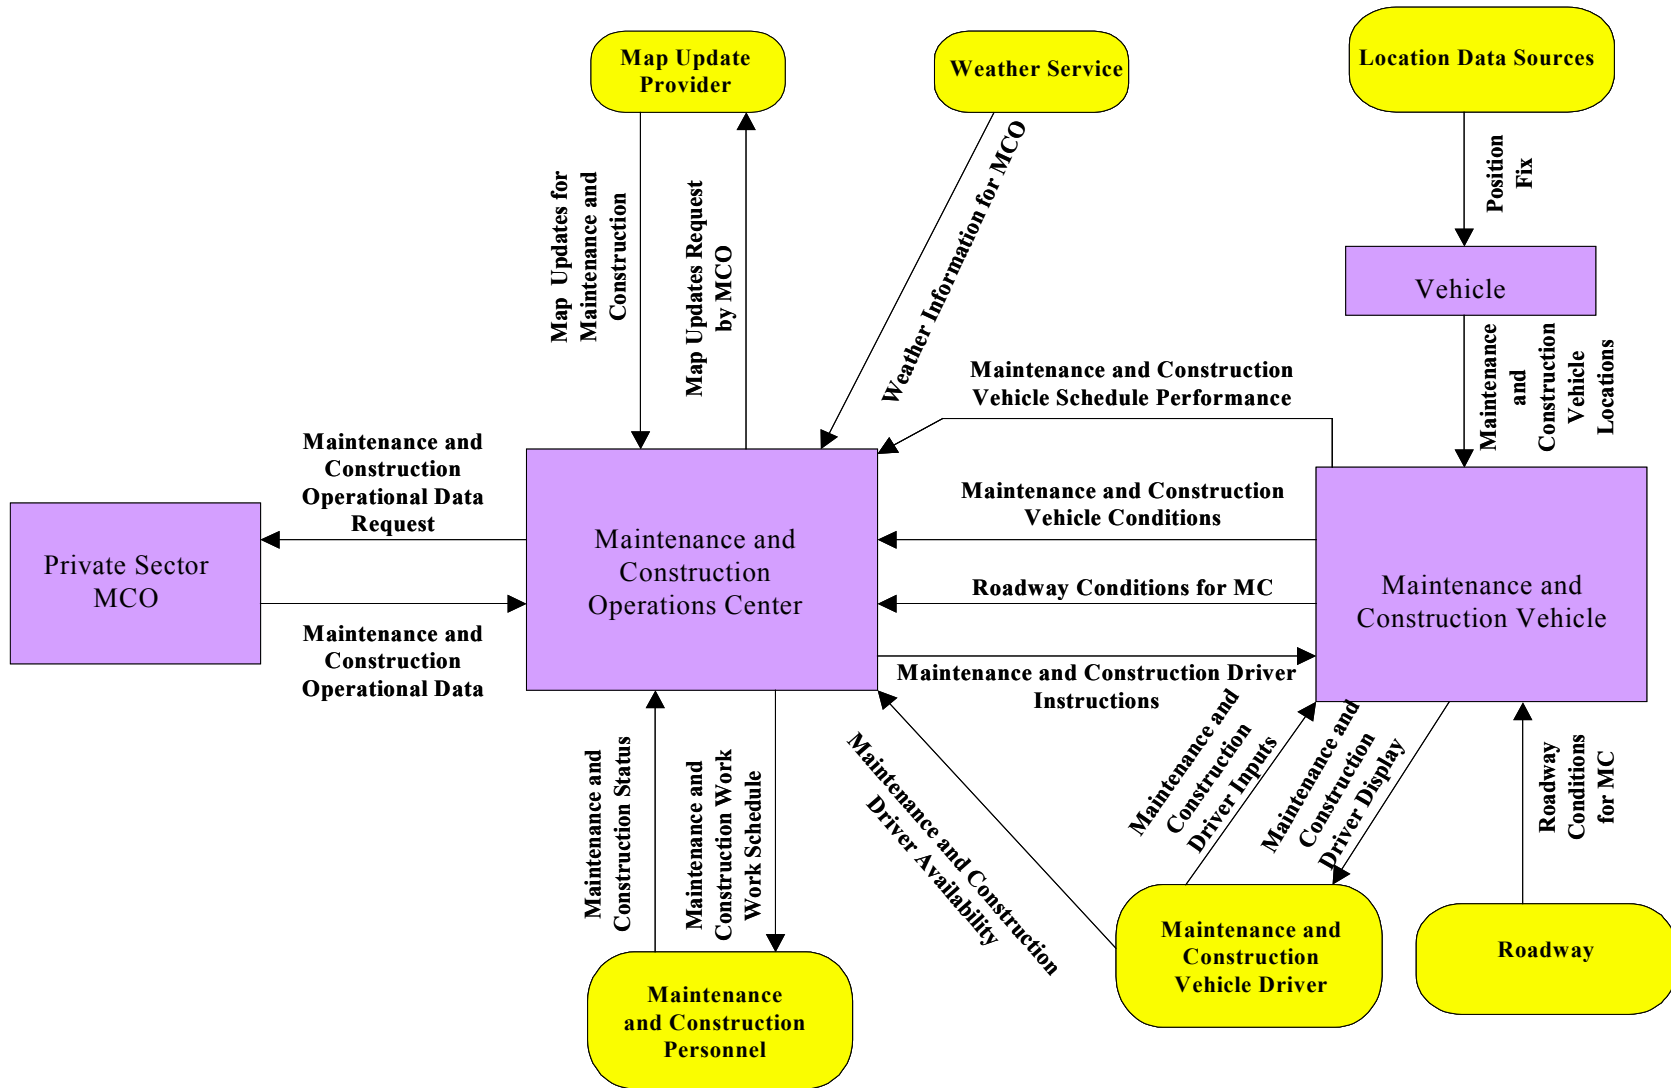 Map Update
Provider
Weather Service
Location Data Sources
Map Updates for
Maintenance and
Construction
Map Updates Request
by MCO
Weather Information for MCO
Position
Fix
Vehicle
Maintenance
and
Construction
Vehicle
Locations
Maintenance and Construction
Vehicle Schedule Performance
Maintenance and
Construction
Operational Data
Request
Maintenance and Construction
Vehicle Conditions
Private Sector
MCO
Maintenance and
Construction
Operations Center
Roadway Conditions for MC
Maintenance and
Construction Vehicle
Maintenance and
Construction
Operational Data
Maintenance and Construction Driver
Instructions
Maintenance and
Construction Status
Maintenance and
Construction Work
Work Schedule
Maintenance and Construction
Driver Availability
Maintenance and
Construction
Driver Inputs
Maintenance and
Construction
Driver Display
Roadway
Conditions
for MC
Maintenance
and Construction
Personnel
Maintenance and
Construction
Vehicle Driver
Roadway